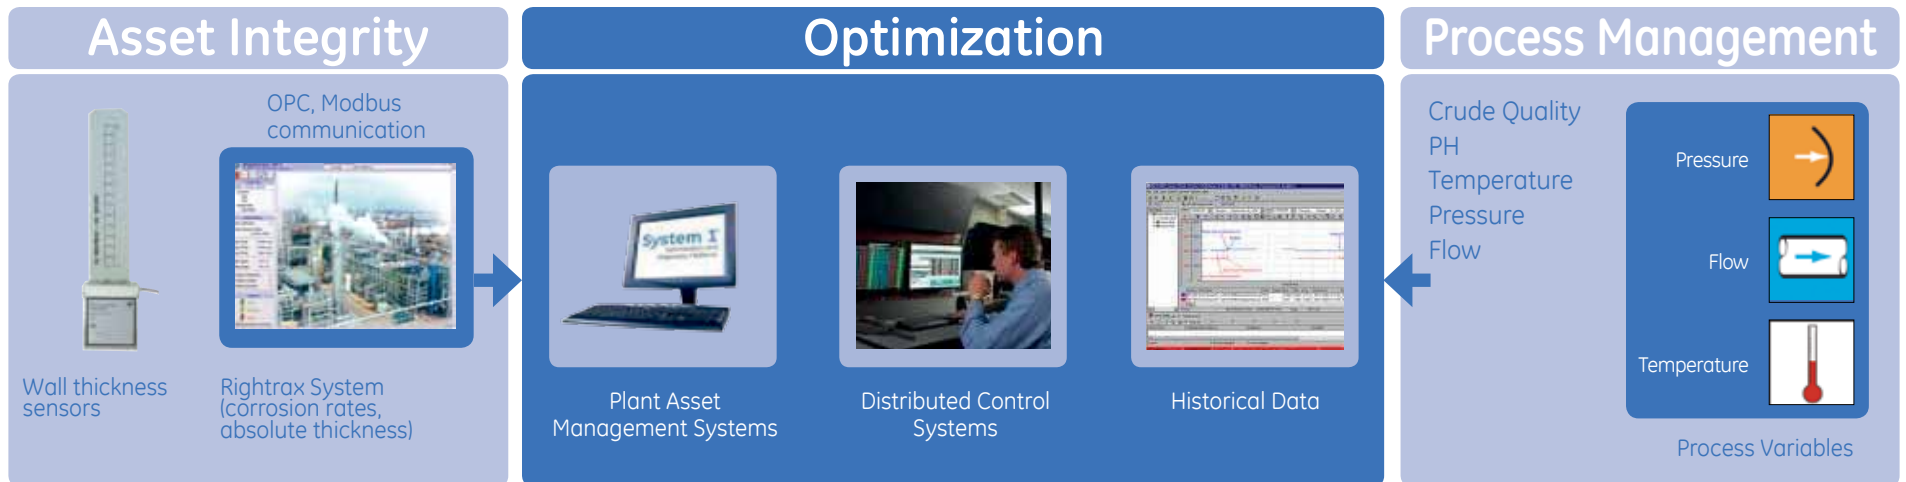 Asset Integrity
OPC, Modbus
communication
Wall thickness
sensors
Rightrax System
(corrosion rates,
absolute thickness)
Optimization
System 1
Plant Asset
Management Systems
Distributed Control
Systems
Historical Data
Process Management
Crude Quality
PH
Temperature
Pressure
Flow
Pressure
Flow
Temperature
Process Variables